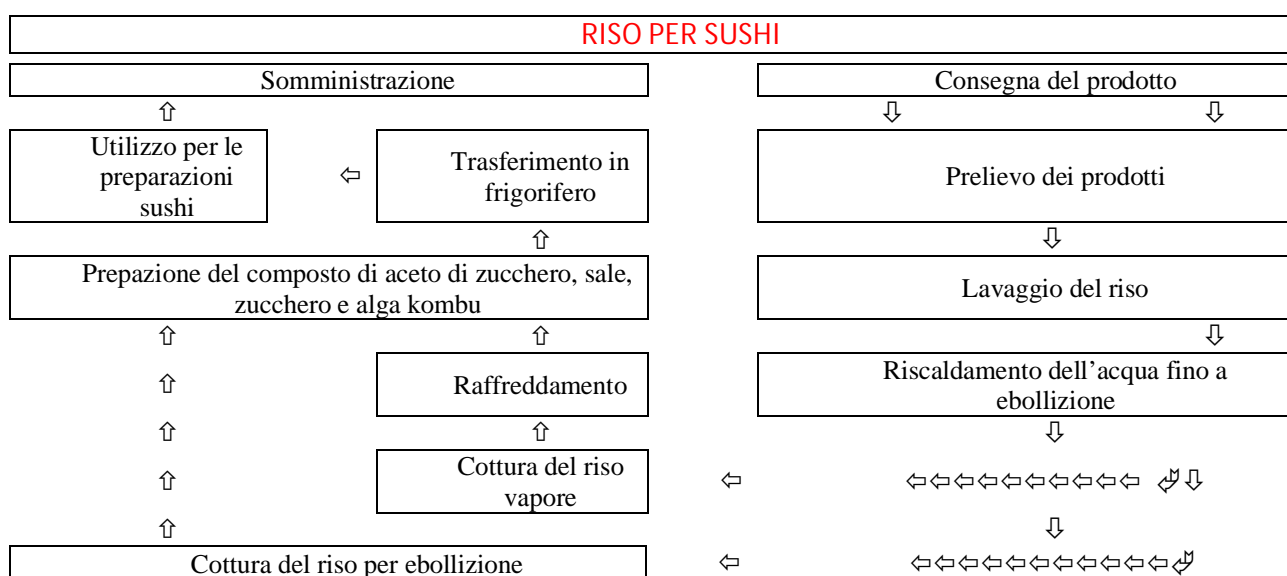 RISO PER SUSHI
Somministrazione
Consegna del prodotto
Utilizzo per le
preparazioni
sushi
Trasferimento in
frigorifero
Prelievo dei prodotti
Prepazione del composto di aceto di zucchero, sale,
zucchero e alga kombu
Lavaggio del riso
Raffreddamento
Riscaldamento dell’acqua fino a
ebollizione
Cottura del riso
vapore
Cottura del riso per ebollizione